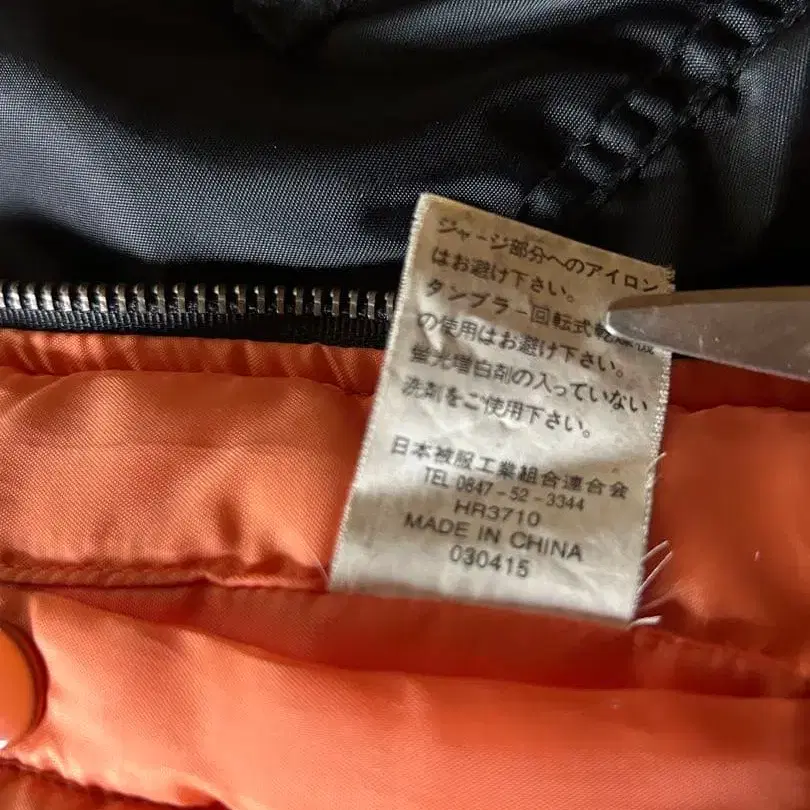 ジャージ部分へのアイロン
はお避け下さい。
タンブラー回転式乾燥機
の使用はお避け下さい。
蛍光増白剤の入っていない
洗剤をご使用下さい。
日本被服工業組合連合会
TEL 0847-52-3344
HR3710
MADE IN CHINA
030415